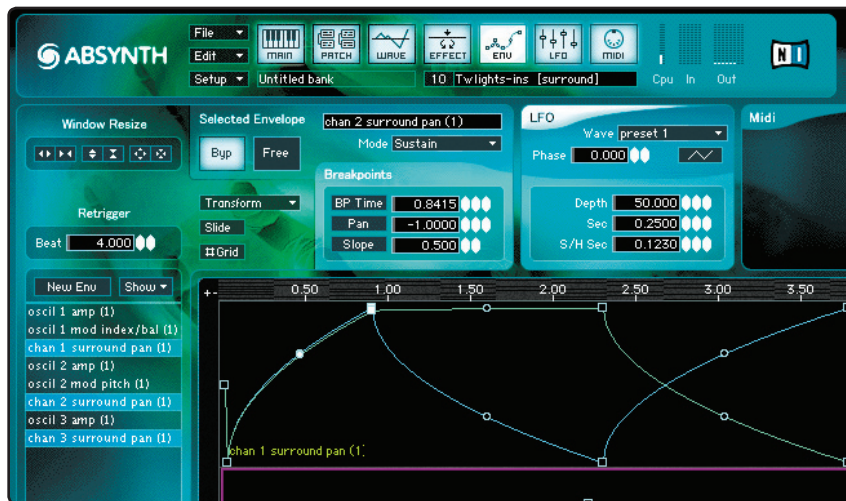 ABSYNTH
File
Edit
Setup
MAIN
PATCH
WAVE
EFFECT
ENV
LFO
MIDI
Untitled bank
10 Twlights-ins [surround]
Cpu In Out
NI
Window Resize
Retrigger
Beat 4.000
New Env Show
oscil 1 amp (1)
oscil 1 mod index/bal (1)
chan 1 surround pan (1)
oscil 2 amp (1)
oscil 2 mod pitch (1)
chan 2 surround pan (1)
oscil 3 amp (1)
chan 3 surround pan (1)
Selected Envelope chan 2 surround pan (1)
Byp Free
Mode Sustain
Transform
Slide
#Grid
Breakpoints
BP Time 0.8415
Pan -1.0000
Slope 0.500
LFO
Wave preset 1
Phase 0.000
Depth 50.000
Sec 0.2500
S/H Sec 0.1230
Midi
+- 0.50 1.00 1.50 2.00 2.50 3.00 3.50
chan 1 surround pan (1)